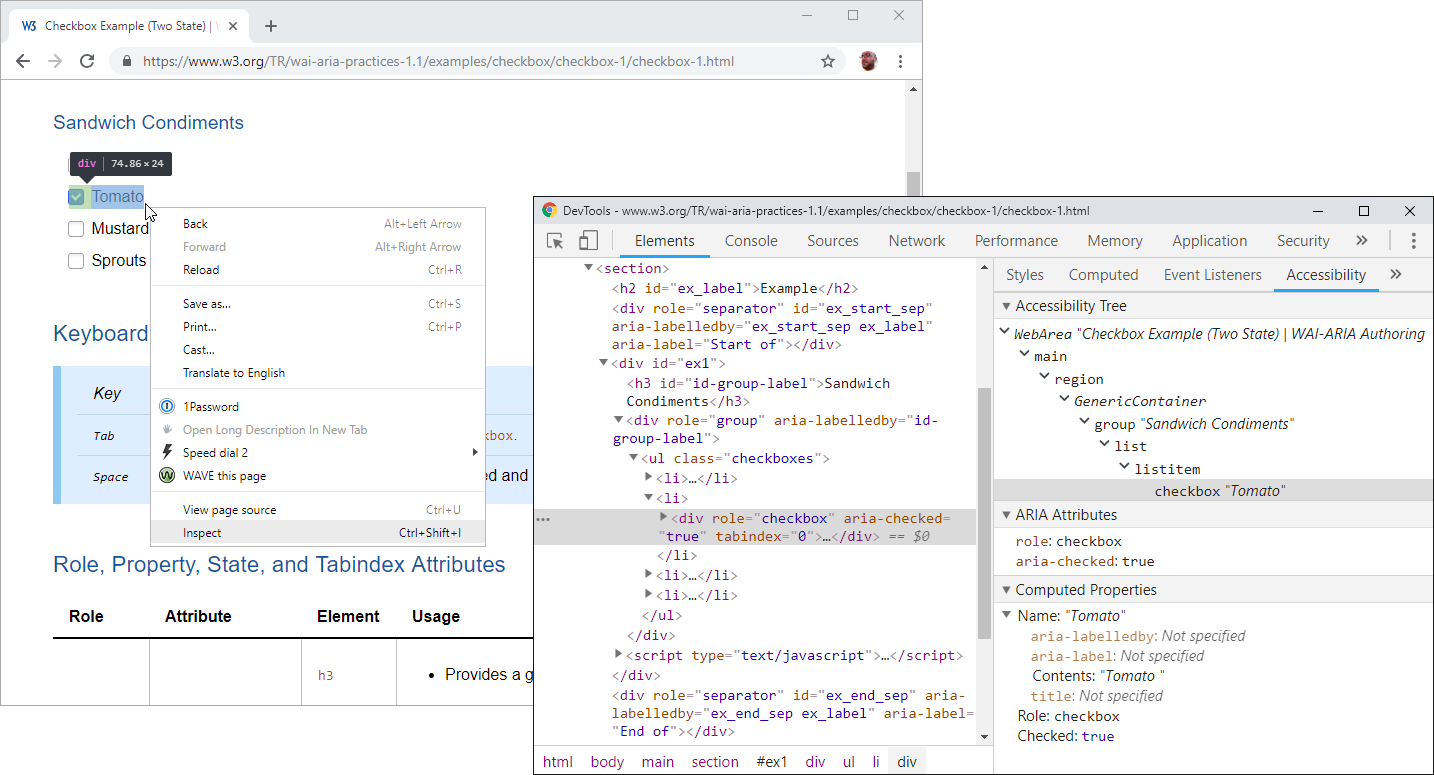 Checkbox Example (Two State) |
https://www.w3.org/TR/wai-aria-practices-1.1/examples/checkbox/checkbox-1/checkbox-1.html
Sandwich Condiments
div | 74.86 × 24
Tomato
Mustard
Sprouts
Back Alt+Left Arrow
Forward Alt+Right Arrow
Reload Ctrl+R
Save as... Ctrl+S
Print... Ctrl+P
Cast...
Translate to English
1Password
Open Long Description In New Tab
Speed dial 2
WAVE this page
View page source Ctrl+U
Inspect Ctrl+Shift+I
Keyboard
Key
Tab
kbox.
Space
ed and
Role, Property, State, and Tabindex Attributes
Role Attribute Element Usage
h3
• Provides a g
DevTools - www.w3.org/TR/wai-aria-practices-1.1/examples/checkbox/checkbox-1/checkbox-1.html
Elements Console Sources Network Performance Memory Application Security »
<section>
<h2 id="ex_label">Example</h2>
<div role="separator" id="ex_start_sep"
aria-labelledby="ex_start_sep ex_label"
aria-label="Start of"></div>
<div id="ex1">
<h3 id="id-group-label">Sandwich
Condiments</h3>
<div role="group" aria-labelledby="id-
group-label">
<ul class="checkboxes">
<li>…</li>
<li>
<div role="checkbox" aria-checked=
"true" tabindex="0">…</div> == $0
</li>
<li>…</li>
<li>…</li>
</ul>
</div>
<script type="text/javascript">…</script>
</div>
<div role="separator" id="ex_end_sep" aria-
labelledby="ex_end_sep ex_label" aria-label=
"End of"></div>
html body main section #ex1 div ul li div
Styles Computed Event Listeners Accessibility »
Accessibility Tree
WebArea "Checkbox Example (Two State) | WAI-ARIA Authoring
main
region
GenericContainer
group "Sandwich Condiments"
list
listitem
checkbox "Tomato"
ARIA Attributes
role: checkbox
aria-checked: true
Computed Properties
Name: "Tomato"
aria-labelledby: Not specified
aria-label: Not specified
Contents: "Tomato "
title: Not specified
Role: checkbox
Checked: true